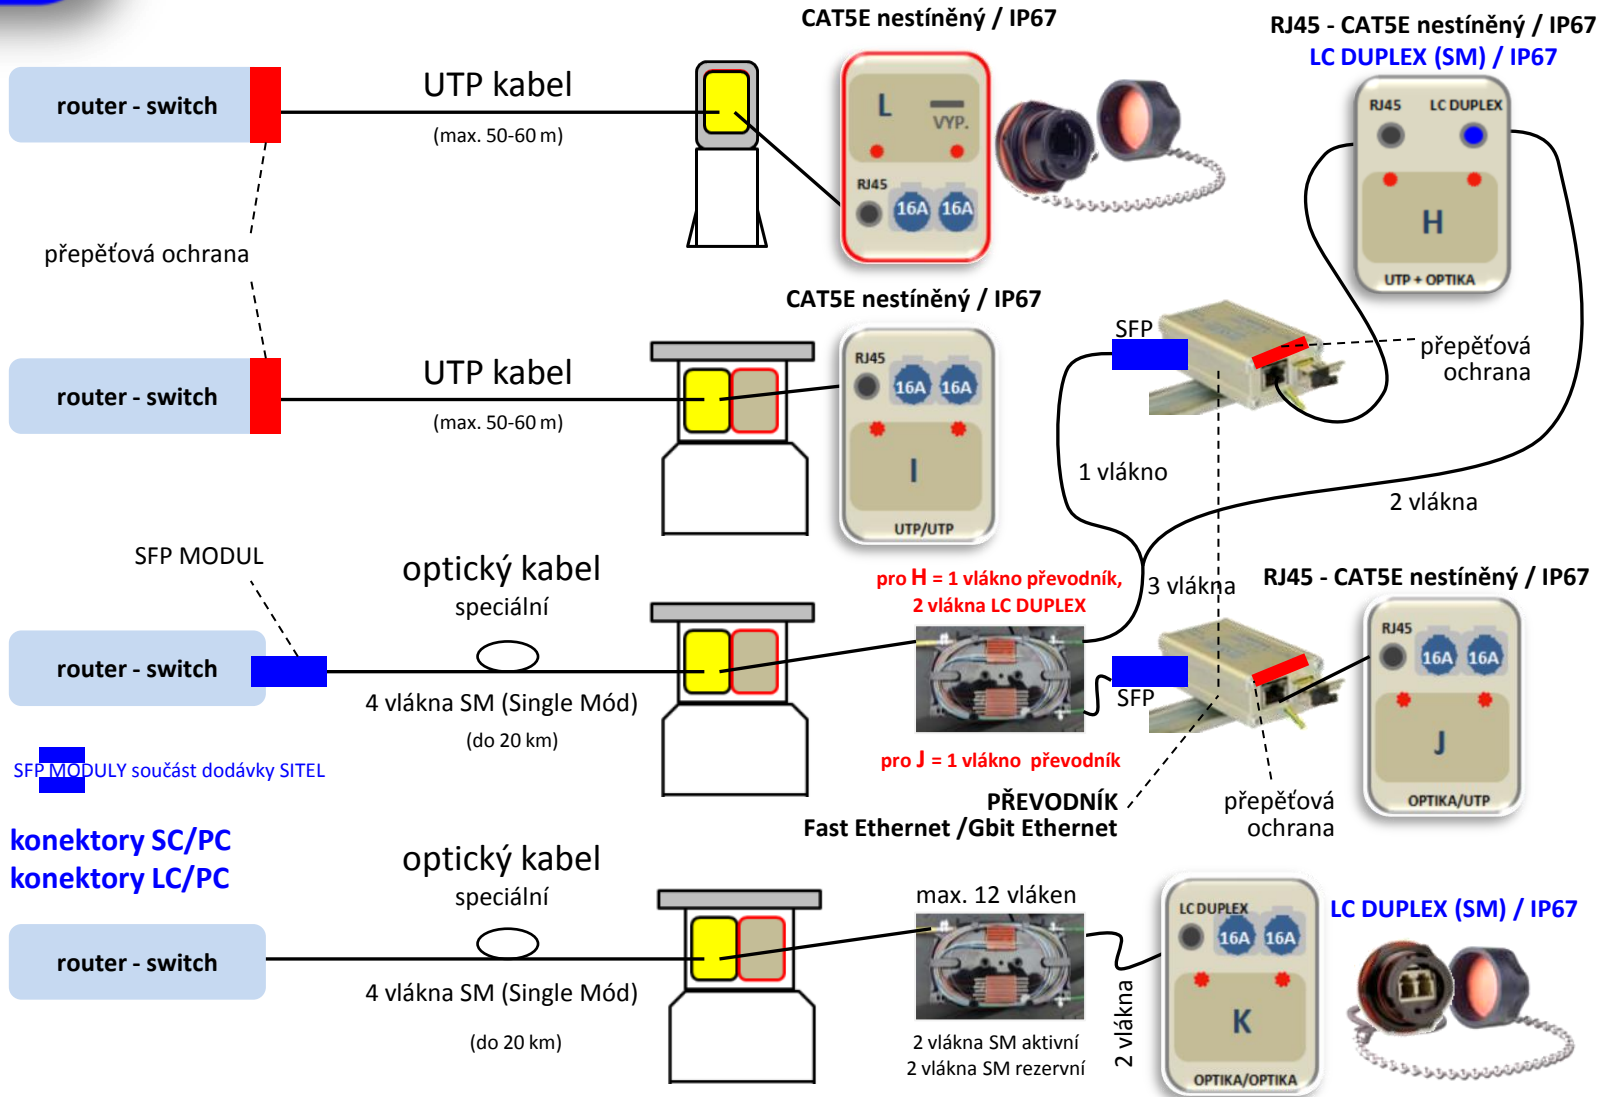 CAT5E nestíněný / IP67
RJ45 - CAT5E nestíněný / IP67
LC DUPLEX (SM) / IP67
router - switch
UTP kabel
(max. 50-60 m)
L
VYP.
RJ45
16A
16A
RJ45
LC DUPLEX
H
UTP + OPTIKA
přepěťová ochrana
CAT5E nestíněný / IP67
router - switch
UTP kabel
(max. 50-60 m)
RJ45
16A
16A
I
UTP/UTP
SFP
přepěťová
ochrana
1 vlákno
2 vlákna
3 vlákna
SFP MODUL
optický kabel
speciální
router - switch
4 vlákna SM (Single Mód)
(do 20 km)
pro H = 1 vlákno převodník,
2 vlákna LC DUPLEX
SFP
pro J = 1 vlákno převodník
RJ45 - CAT5E nestíněný / IP67
RJ45
16A
16A
J
OPTIKA/UTP
PŘEVODNÍK
Fast Ethernet /Gbit Ethernet
přepěťová
ochrana
SFP MODULY součást dodávky SITEL
konektory SC/PC
konektory LC/PC
optický kabel
speciální
router - switch
4 vlákna SM (Single Mód)
(do 20 km)
max. 12 vláken
2 vlákna SM aktivní
2 vlákna SM rezervní
2 vlákna
LC DUPLEX
16A
16A
K
OPTIKA/OPTIKA
LC DUPLEX (SM) / IP67